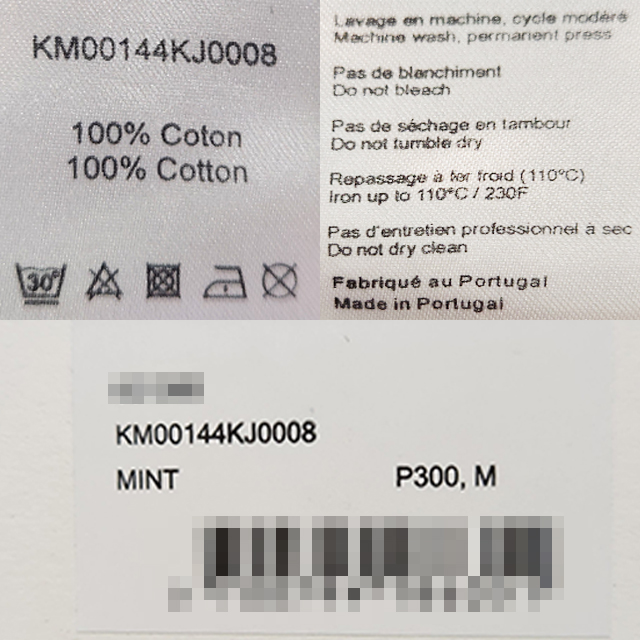 KM00144KJ0008
100% Coton
100% Cotton
30°
Lavage en machine, cycle modéré
Machine wash, permanent press
Pas de blanchiment
Do not bleach
Pas de séchage en tambour
Do not tumble dry
Repassage à fer froid (110°C)
Iron up to 110°C / 230F
Pas d'entretien professionnel à sec
Do not dry clean
Fabriqué au Portugal
Made in Portugal
KM00144KJ0008
MINT P300, M